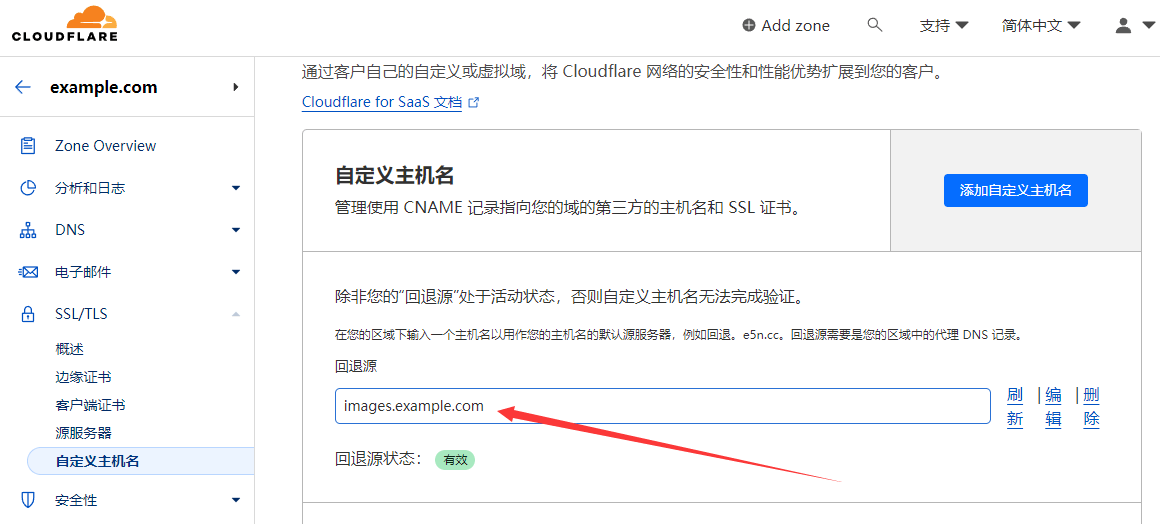 CLOUDFLARE
Add zone
支持
简体中文
example.com
Zone Overview
分析和日志
DNS
电子邮件
SSL/TLS
概述
边缘证书
客户端证书
源服务器
自定义主机名
安全性
通过客户自己的自定义或虚拟域，将 Cloudflare 网络的安全性和性能优势扩展到您的客户。
Cloudflare for SaaS 文档
自定义主机名
管理使用 CNAME 记录指向您的域的第三方的主机名和 SSL 证书。
添加自定义主机名
除非您的“回退源”处于活动状态，否则自定义主机名无法完成验证。
在您的区域下输入一个主机名以用作您的主机名的默认源服务器，例如回退。e5n.cc。回退源需要是您的区域中的代理 DNS 记录。
回退源
images.example.com
刷新 | 编辑 | 删除
回退源状态： 有效